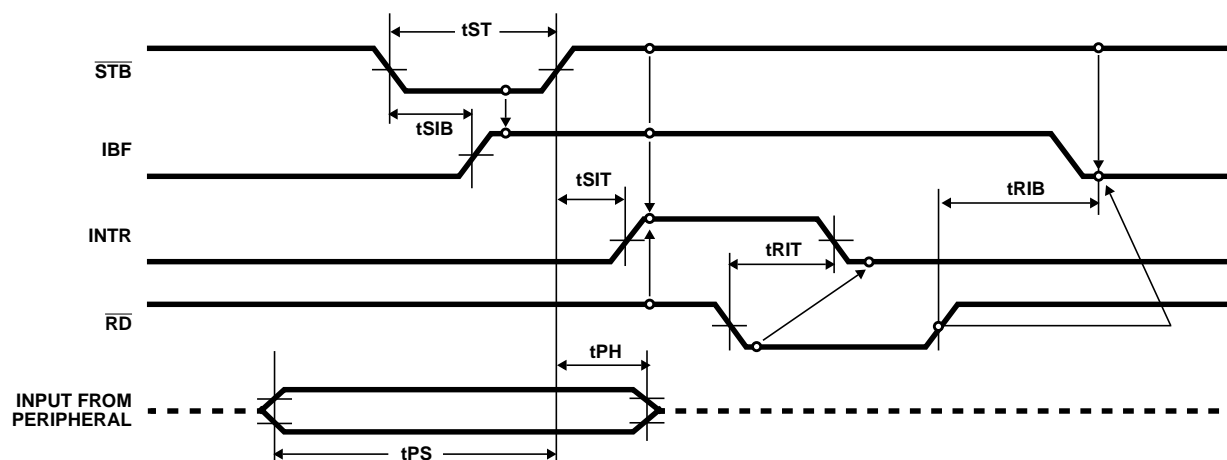 tST
STB
tSIB
IBF
tSIT
tRIB
INTR
tRIT
RD
tPH
INPUT FROM
PERIPHERAL
tPS